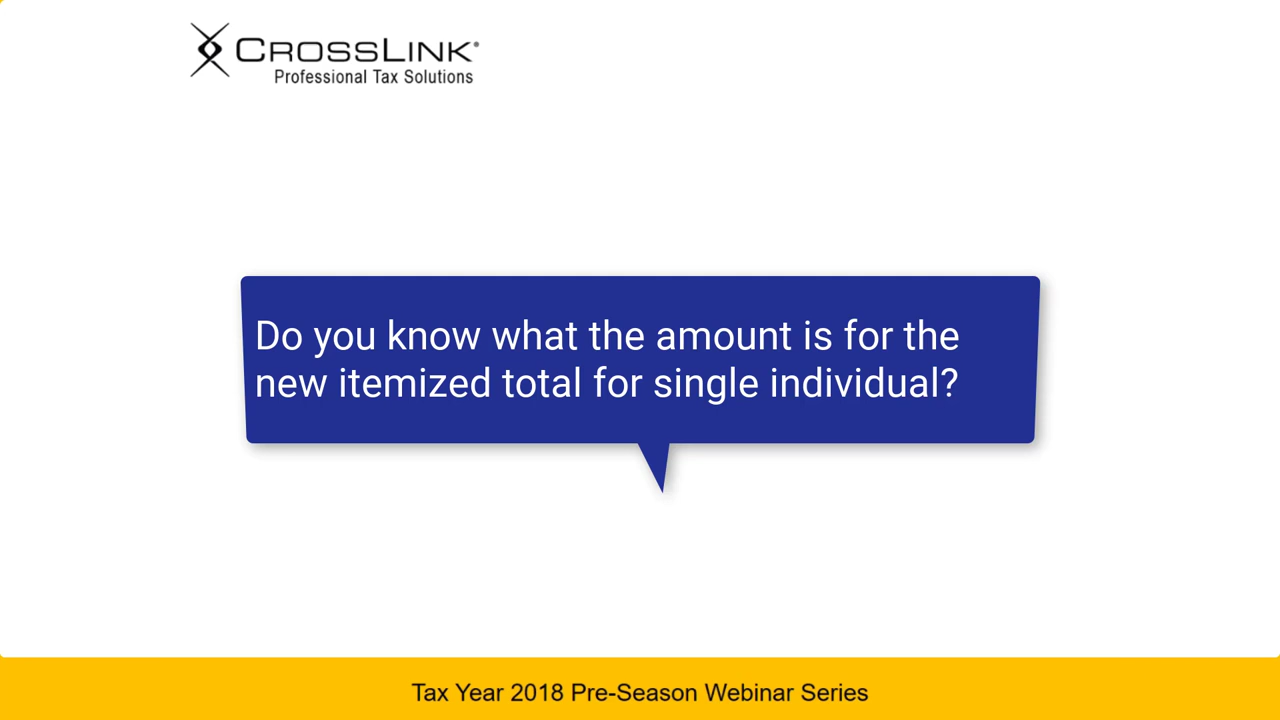 CROSSLINK®
Professional Tax Solutions
Do you know what the amount is for the
new itemized total for single individual?
Tax Year 2018 Pre-Season Webinar Series